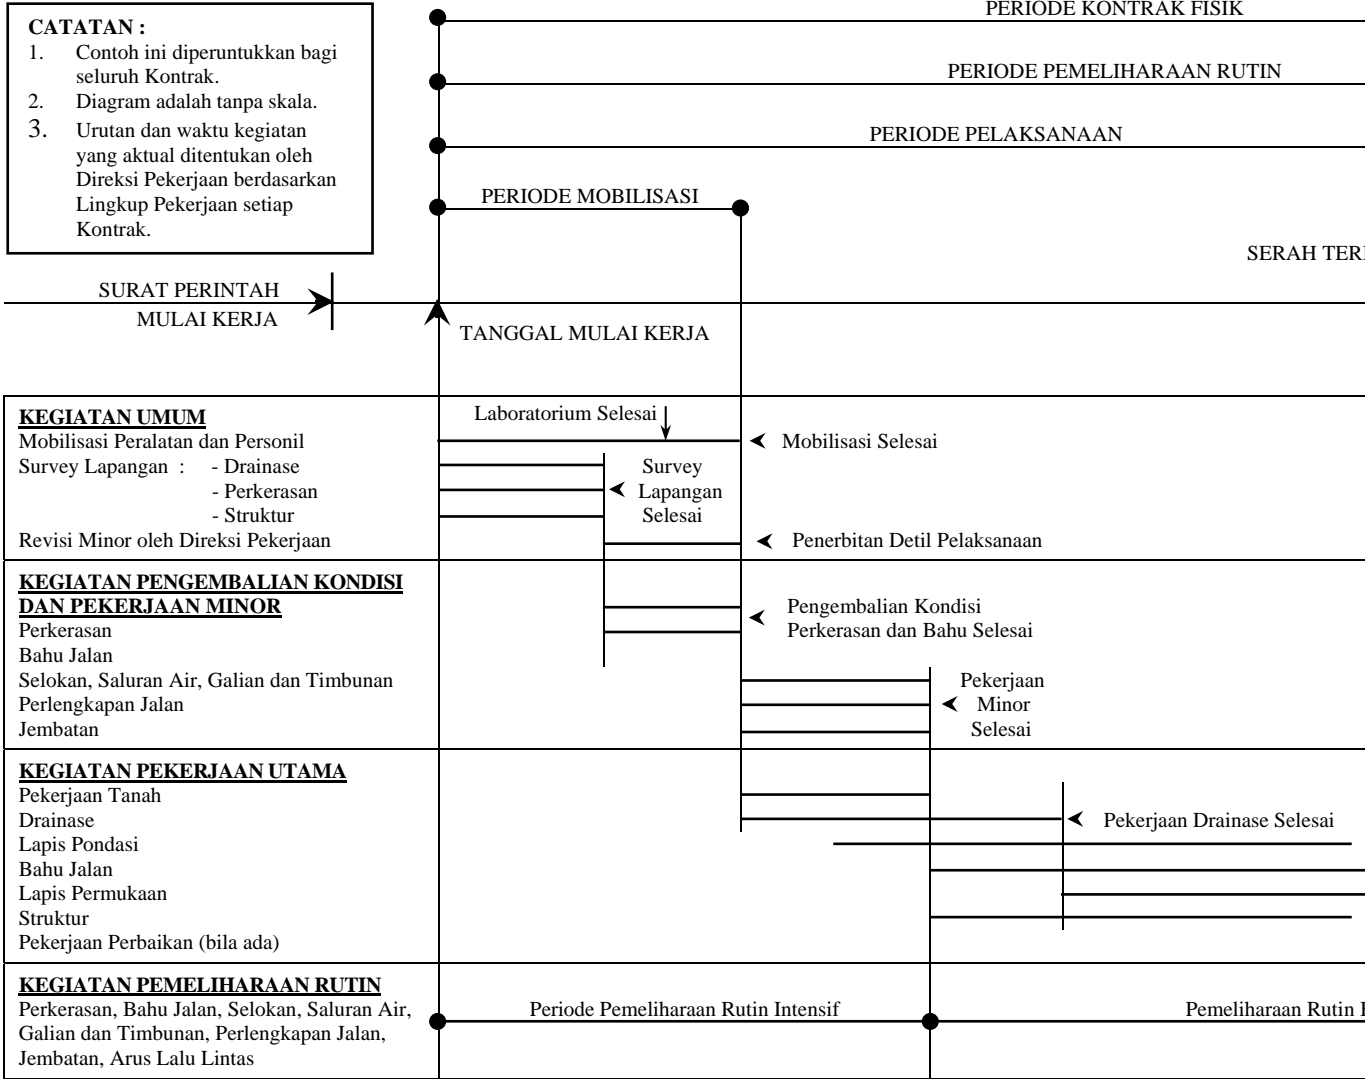 CATATAN :
1. Contoh ini diperuntukkan bagi
seluruh Kontrak.
2. Diagram adalah tanpa skala.
3. Urutan dan waktu kegiatan
yang aktual ditentukan oleh
Direksi Pekerjaan berdasarkan
Lingkup Pekerjaan setiap
Kontrak.
PERIODE KONTRAK FISIK
PERIODE PEMELIHARAAN RUTIN
PERIODE PELAKSANAAN
PERIODE MOBILISASI
SERAH
SURAT PERINTAH
MULAI KERJA
TANGGAL MULAI KERJA
KEGIATAN UMUM
Mobilisasi Peralatan dan Personil
Survey Lapangan : - Drainase
- Perkerasan
- Struktur
Revisi Minor oleh Direksi Pekerjaan
Laboratorium Selesai
Mobilisasi Selesai
Survey
Lapangan
Selesai
Penerbitan Detil Pelaksanaan
KEGIATAN PENGEMBALIAN KONDISI
DAN PEKERJAAN MINOR
Perkerasan
Bahu Jalan
Selokan, Saluran Air, Galian dan Timbunan
Perlengkapan Jalan
Jembatan
Pengembalian Kondisi
Perkerasan dan Bahu Selesai
Pekerjaan
Minor
Selesai
KEGIATAN PEKERJAAN UTAMA
Pekerjaan Tanah
Drainase
Lapis Pondasi
Bahu Jalan
Lapis Permukaan
Struktur
Pekerjaan Perbaikan (bila ada)
Pekerjaan Drainase Selesai
KEGIATAN PEMELIHARAAN RUTIN
Perkerasan, Bahu Jalan, Selokan, Saluran Air,
Galian dan Timbunan, Perlengkapan Jalan,
Jembatan, Arus Lalu Lintas
Periode Pemeliharaan Rutin Intensif
Pemeliharaan Rutin